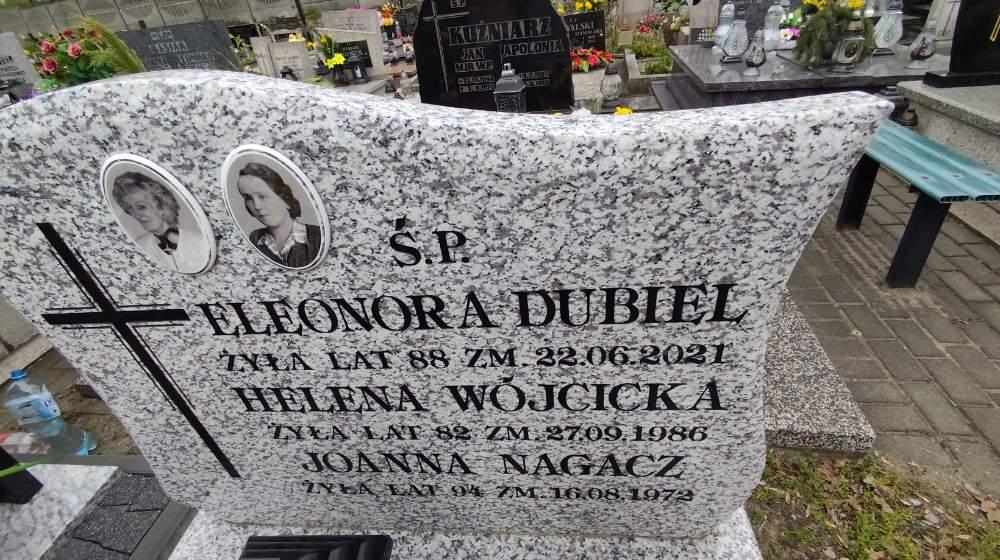 Ś.P.
KUŹNIAR
JAN APOLONIA
Ś.P.
ELEONORA DUBIEL
ŻYŁA LAT 88 ZM. 22.06.2021
HELENA WÓJCICKA
ŻYŁA LAT 82 ZM. 27.09.1986
JOANNA NAGACZ
ŻYŁA LAT 94 ZM. 16.08.1972